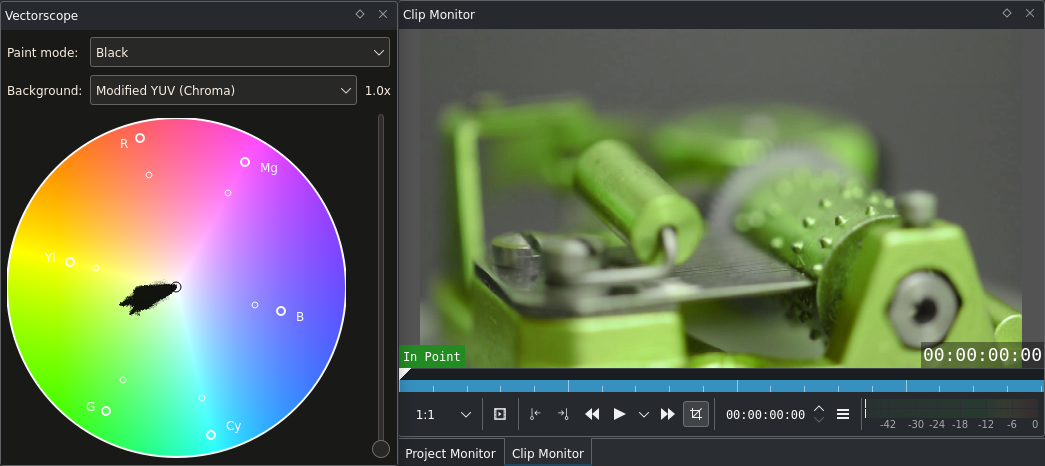 Vectorscope
Paint mode: Black
Background: Modified YUV (Chroma) 1.0x
R
Mg
Yl
B
G
Cy
Clip Monitor
In Point
00:00:00:00
1:1
00:00:00:00
-42 -30 -24 -18 -12 -6 0
Project Monitor
Clip Monitor